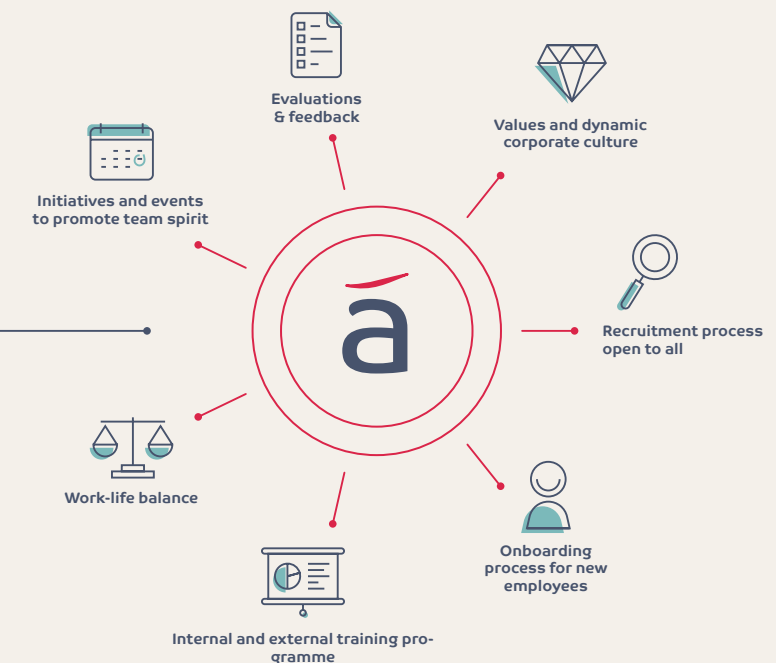 Evaluations
& feedback
Values and dynamic
corporate culture
Initiatives and events
to promote team spirit
ā
Recruitment process
open to all
Work-life balance
Onboarding
process for new
employees
Internal and external training pro-
gramme